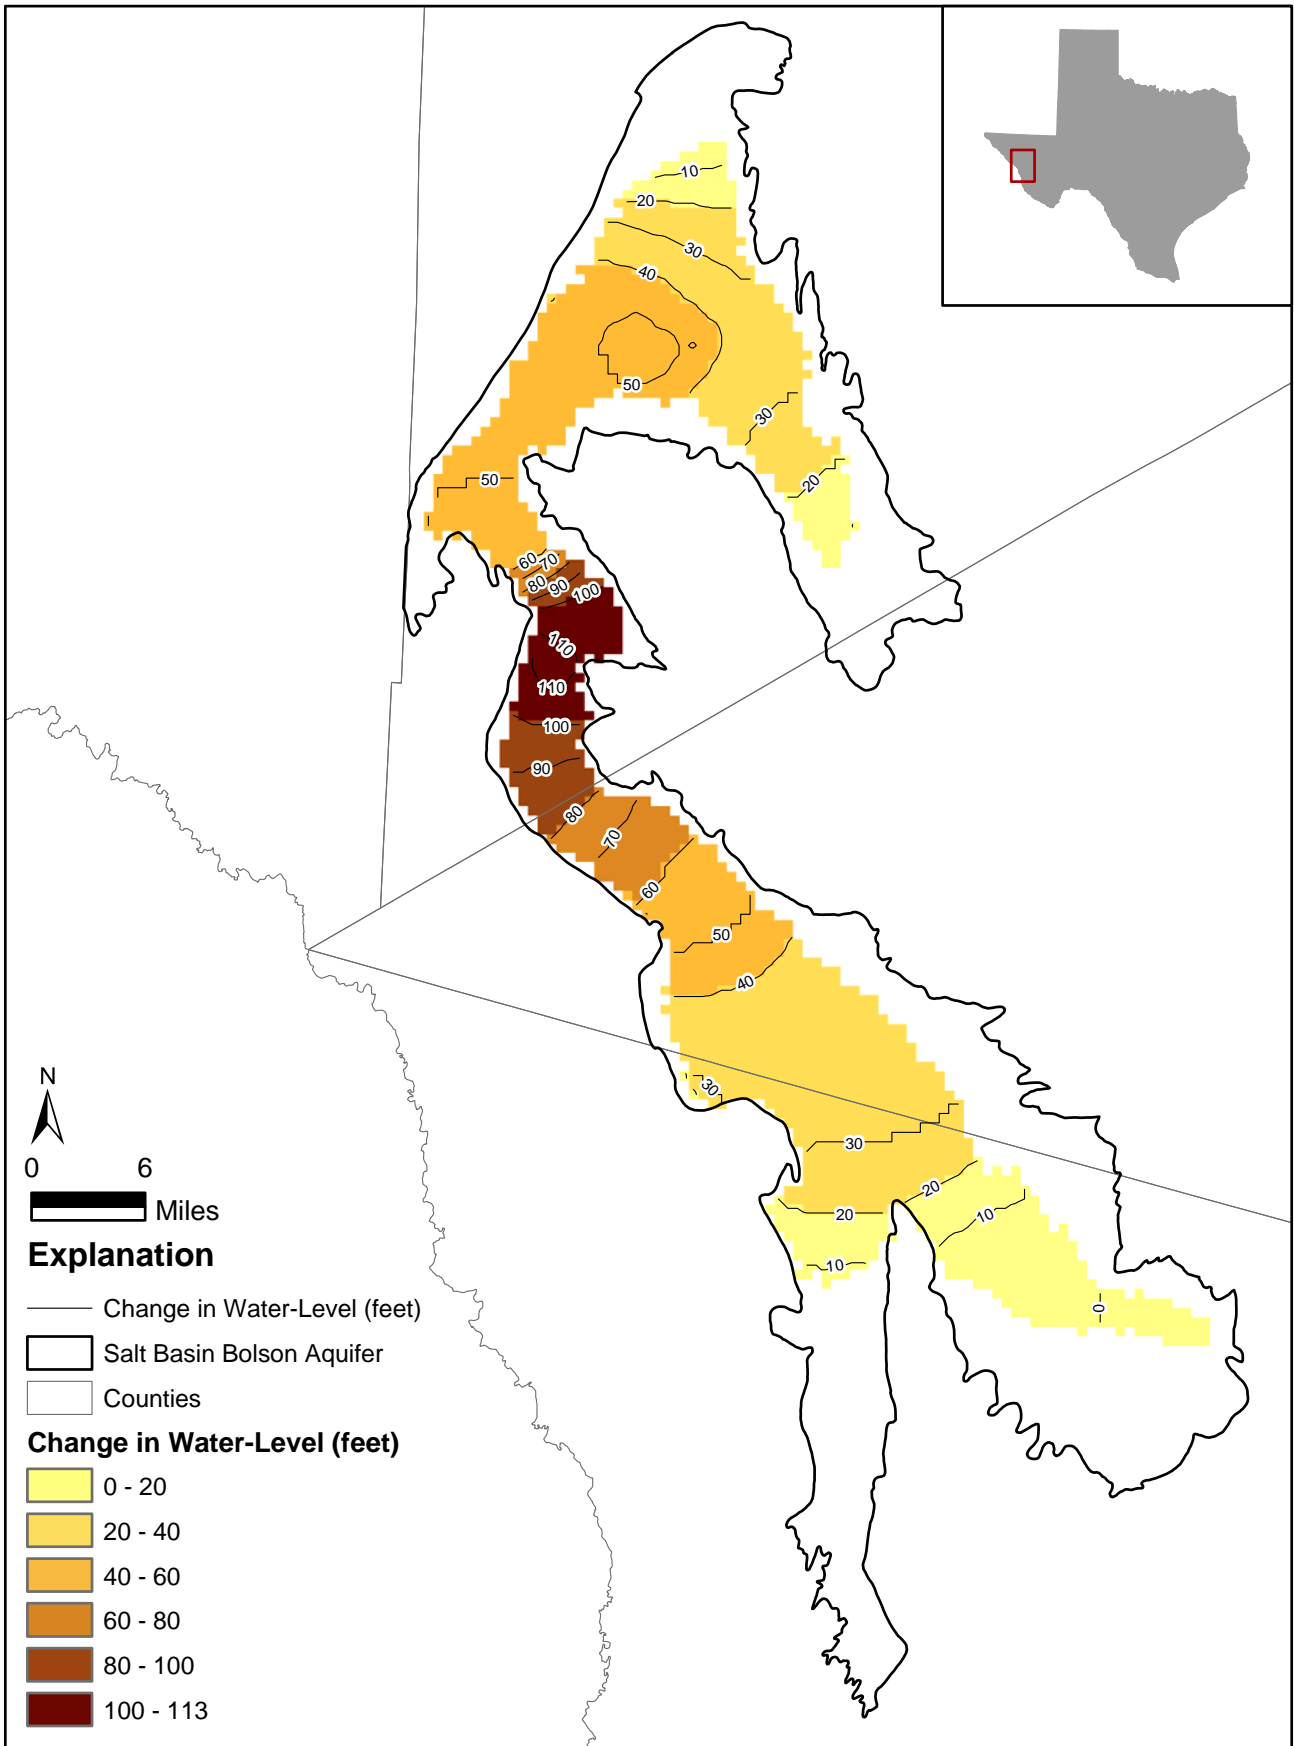 10
20
30
40
50
30
20
50
60
70
80
90
100
110
110
100
90
80
70
60
50
40
30
30
20
20
10
10
0
N
0 6
Miles
Explanation
Change in Water-Level (feet)
Salt Basin Bolson Aquifer
Counties
Change in Water-Level (feet)
0 - 20
20 - 40
40 - 60
60 - 80
80 - 100
100 - 113